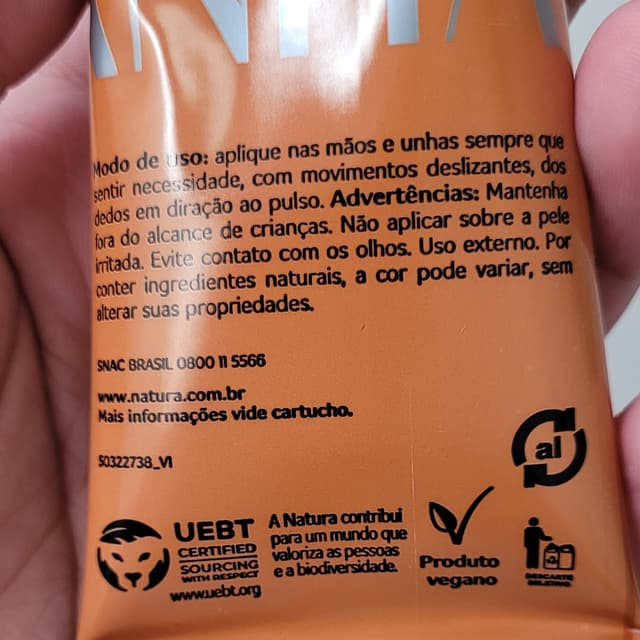 Modo de uso: aplique nas mãos e unhas sempre que
sentir necessidade, com movimentos deslizantes, dos
dedos em diração ao pulso. Advertências: Mantenha
fora do alcance de crianças. Não aplicar sobre a pele
irritada. Evite contato com os olhos. Uso externo. Por
conter ingredientes naturais, a cor pode variar, sem
alterar suas propriedades.
SNAC BRASIL 0800 11 5566
www.natura.com.br
Mais informações vide cartucho.
50322738_V1
al
UEBT
CERTIFIED
SOURCING
WITH RESPECT
www.uebt.org
A Natura contribui
para um mundo que
valoriza as pessoas
e a biodiversidade.
Produto
vegano
DESCARTE
SELETIVO